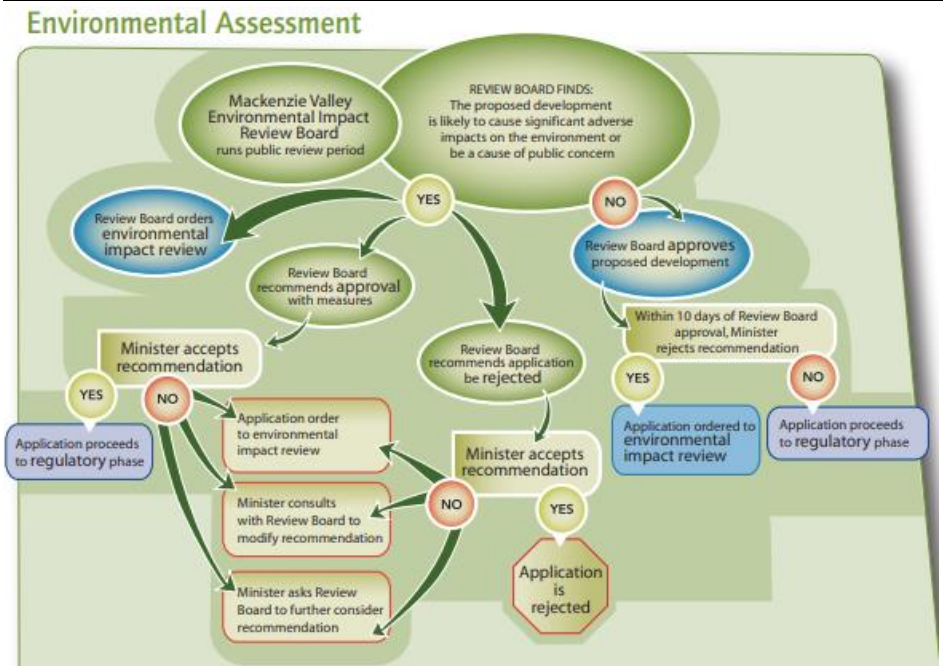 Environmental Assessment
Mackenzie Valley
Environmental Impact
Review Board
runs public review period
REVIEW BOARD FINDS:
The proposed development
is likely to cause significant adverse
impacts on the environment or
be a cause of public concern
YES
NO
Review Board orders
environmental
impact review
Review Board approves
proposed development
Review Board
recommends approval
with measures
Within 10 days of Review Board
approval, Minister
rejects recommendation
Minister accepts
recommendation
Review Board
recommends application
be rejected
YES
NO
YES
NO
Application proceeds
to regulatory phase
Application order
to environmental
impact review
Minister accepts
recommendation
Application ordered to
environmental
impact review
Application proceeds
to regulatory phase
NO
YES
Minister consults
with Review Board to
modify recommendation
Application
is
rejected
Minister asks Review
Board to further consider
recommendation